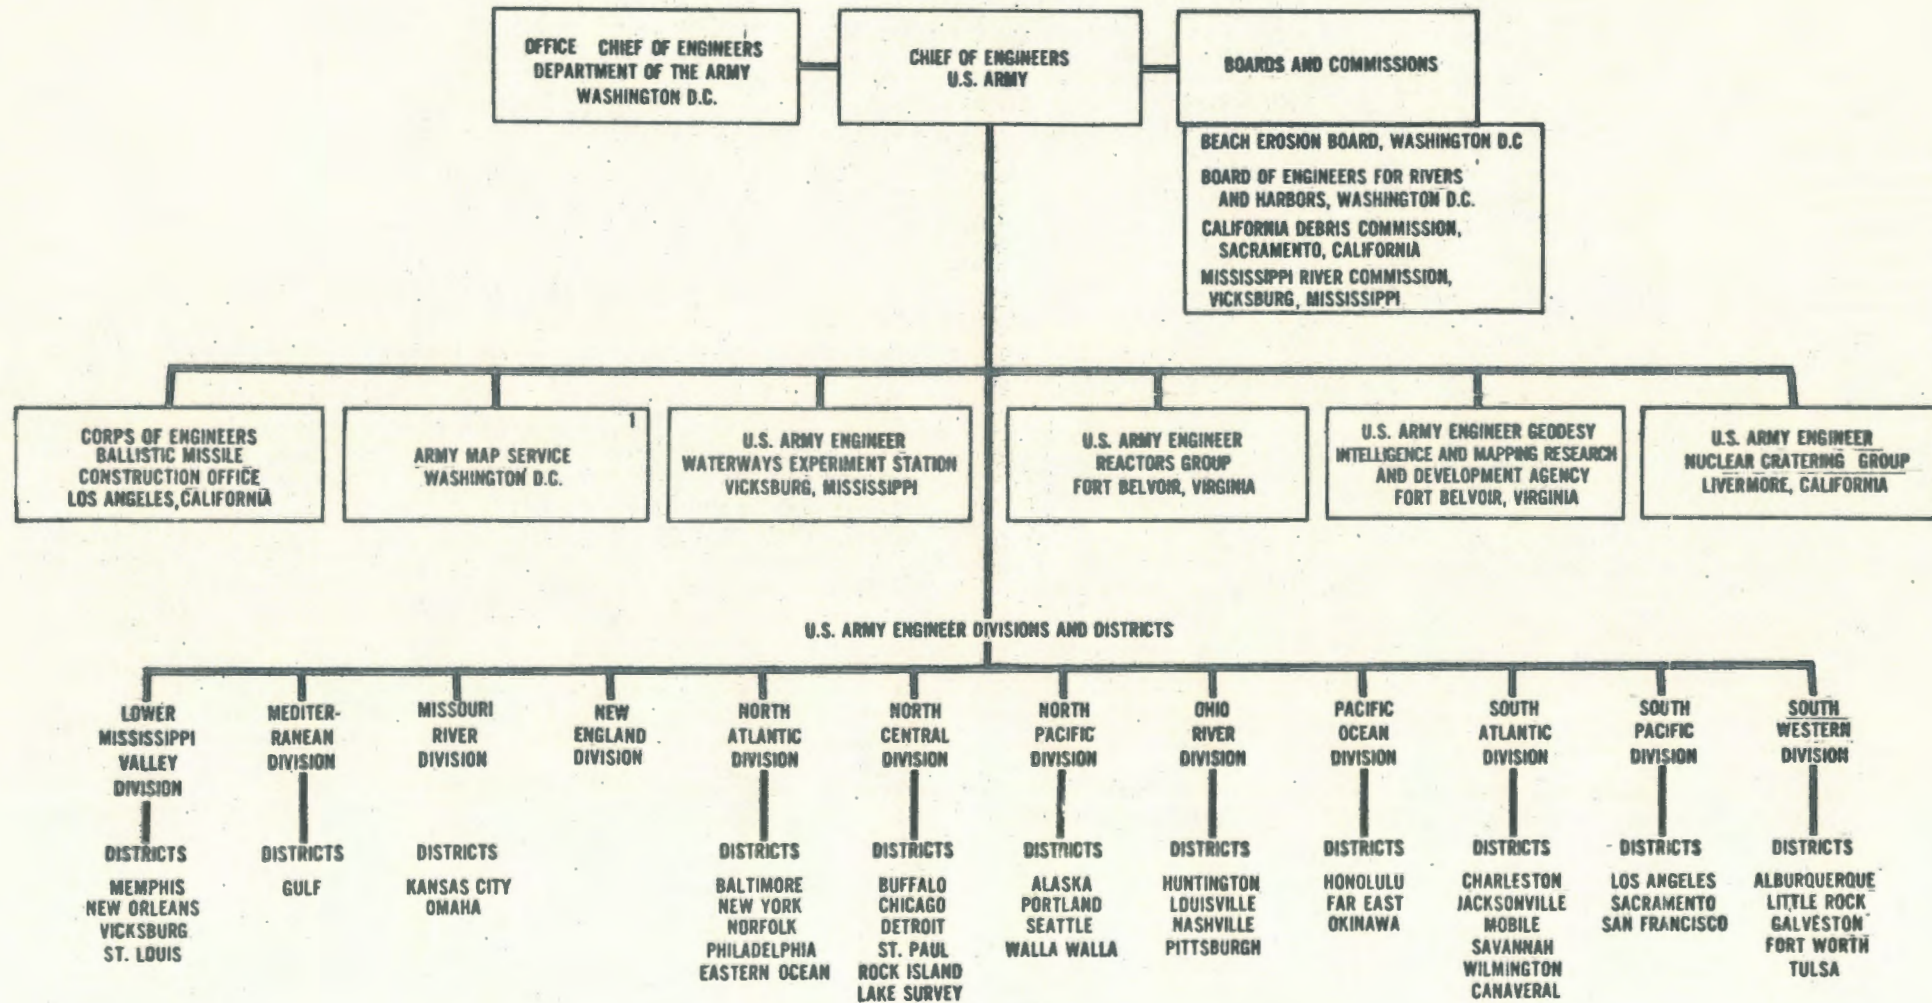 OFFICE CHIEF OF ENGINEERS
DEPARTMENT OF THE ARMY
WASHINGTON D.C.
CHIEF OF ENGINEERS
U.S. ARMY
BOARDS AND COMMISSIONS
BEACH EROSION BOARD, WASHINGTON D.C
BOARD OF ENGINEERS FOR RIVERS
AND HARBORS, WASHINGTON D.C.
CALIFORNIA DEBRIS COMMISSION,
SACRAMENTO, CALIFORNIA
MISSISSIPPI RIVER COMMISSION,
VICKSBURG, MISSISSIPPI
CORPS OF ENGINEERS
BALLISTIC MISSILE
CONSTRUCTION OFFICE
LOS ANGELES, CALIFORNIA
1
ARMY MAP SERVICE
WASHINGTON D.C.
U.S. ARMY ENGINEER
WATERWAYS EXPERIMENT STATION
VICKSBURG, MISSISSIPPI
U.S. ARMY ENGINEER
REACTORS GROUP
FORT BELVOIR, VIRGINIA
U.S. ARMY ENGINEER GEODESY
INTELLIGENCE AND MAPPING RESEARCH
AND DEVELOPMENT AGENCY
FORT BELVOIR, VIRGINIA
U.S. ARMY ENGINEER
NUCLEAR CRATERING GROUP
LIVERMORE, CALIFORNIA
U.S. ARMY ENGINEER DIVISIONS AND DISTRICTS
LOWER
MISSISSIPPI
VALLEY
DIVISION
DISTRICTS
MEMPHIS
NEW ORLEANS
VICKSBURG
ST. LOUIS
MEDITER-
RANEAN
DIVISION
DISTRICTS
GULF
MISSOURI
RIVER
DIVISION
DISTRICTS
KANSAS CITY
OMAHA
NEW
ENGLAND
DIVISION
NORTH
ATLANTIC
DIVISION
DISTRICTS
BALTIMORE
NEW YORK
NORFOLK
PHILADELPHIA
EASTERN OCEAN
NORTH
CENTRAL
DIVISION
DISTRICTS
BUFFALO
CHICAGO
DETROIT
ST. PAUL
ROCK ISLAND
LAKE SURVEY
NORTH
PACIFIC
DIVISION
DISTRICTS
ALASKA
PORTLAND
SEATTLE
WALLA WALLA
OHIO
RIVER
DIVISION
DISTRICTS
HUNTINGTON
LOUISVILLE
NASHVILLE
PITTSBURGH
PACIFIC
OCEAN
DIVISION
DISTRICTS
HONOLULU
FAR EAST
OKINAWA
SOUTH
ATLANTIC
DIVISION
DISTRICTS
CHARLESTON
JACKSONVILLE
MOBILE
SAVANNAH
WILMINGTON
CANAVERAL
SOUTH
PACIFIC
DIVISION
DISTRICTS
LOS ANGELES
SACRAMENTO
SAN FRANCISCO
SOUTH
WESTERN
DIVISION
DISTRICTS
ALBURQUERQUE
LITTLE ROCK
GALVESTON
FORT WORTH
TULSA